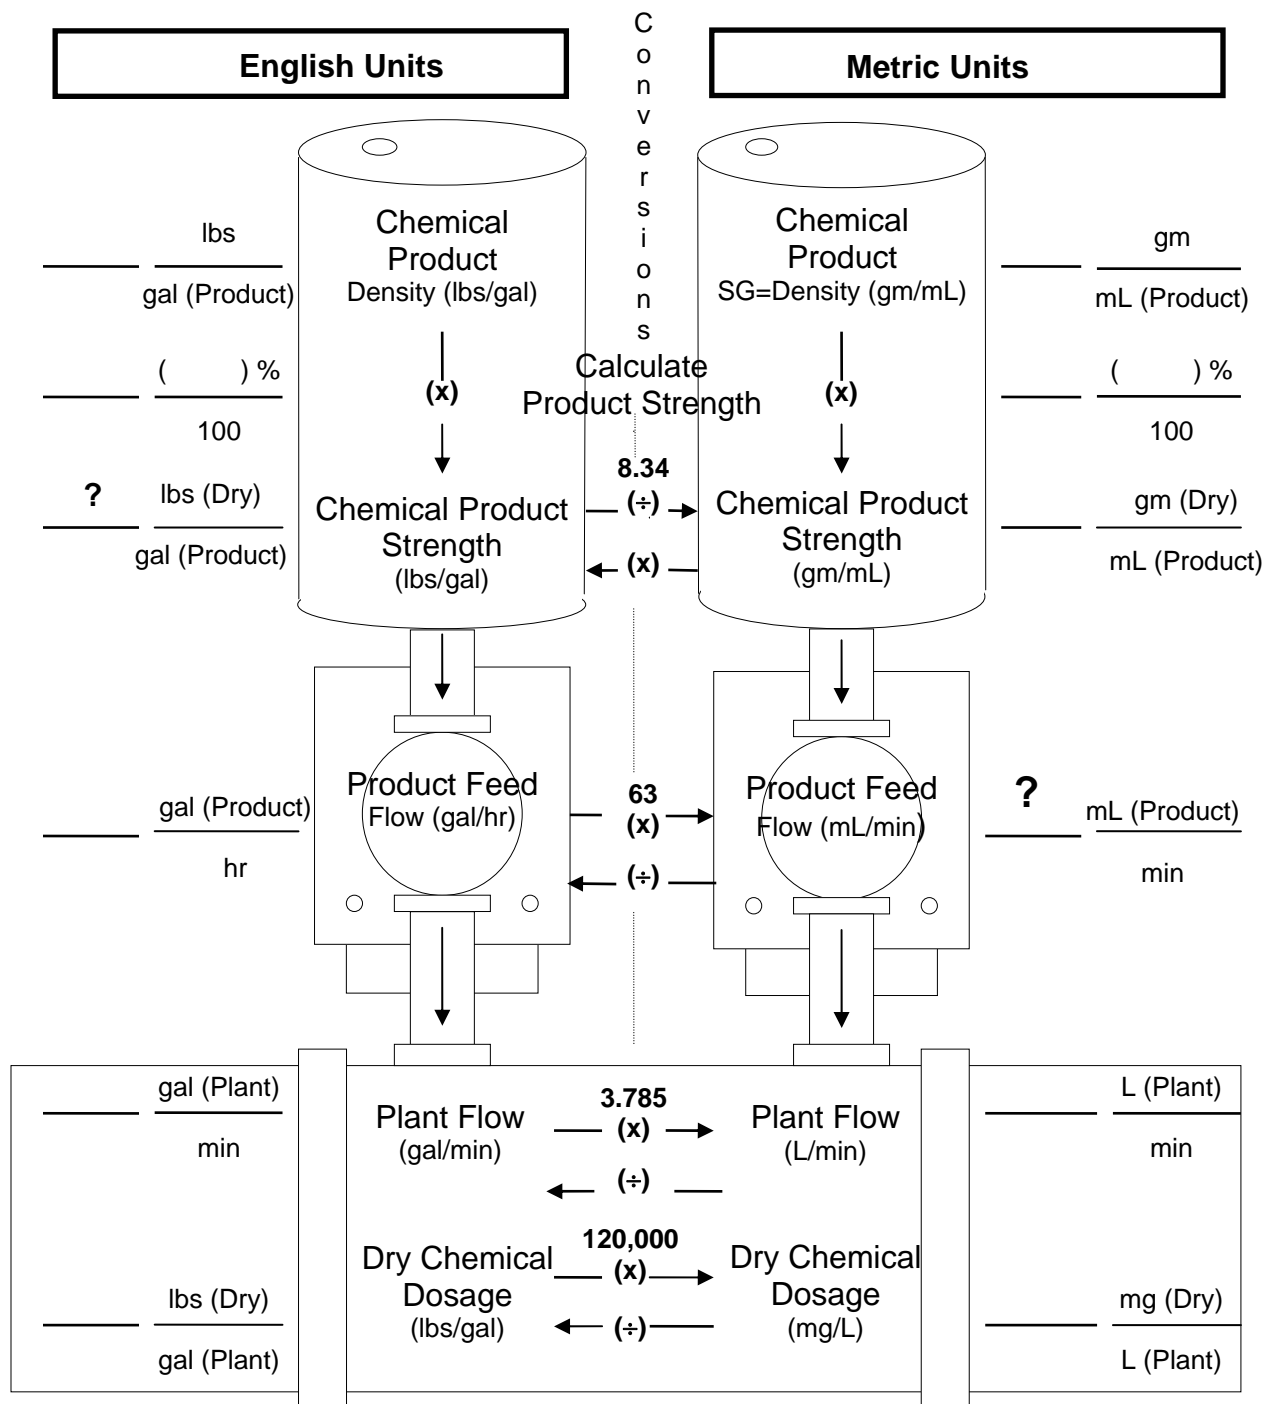 English Units
Conversions
Metric Units
lbs
gal (Product)
Chemical
Product
Density (lbs/gal)
Chemical
Product
SG=Density (gm/mL)
gm
mL (Product)
( ) %
100
(x)
Calculate
Product Strength
(x)
( ) %
100
? lbs (Dry)
gal (Product)
Chemical Product
Strength
(lbs/gal)
8.34
(÷)
(x)
Chemical Product
Strength
(gm/mL)
gm (Dry)
mL (Product)
gal (Product)
hr
Product Feed
Flow (gal/hr)
63
(x)
(÷)
Product Feed
Flow (mL/min)
? mL (Product)
min
gal (Plant)
min
Plant Flow
(gal/min)
3.785
(x)
(÷)
Plant Flow
(L/min)
L (Plant)
min
lbs (Dry)
gal (Plant)
Dry Chemical
Dosage
(lbs/gal)
120,000
(x)
(÷)
Dry Chemical
Dosage
(mg/L)
mg (Dry)
L (Plant)